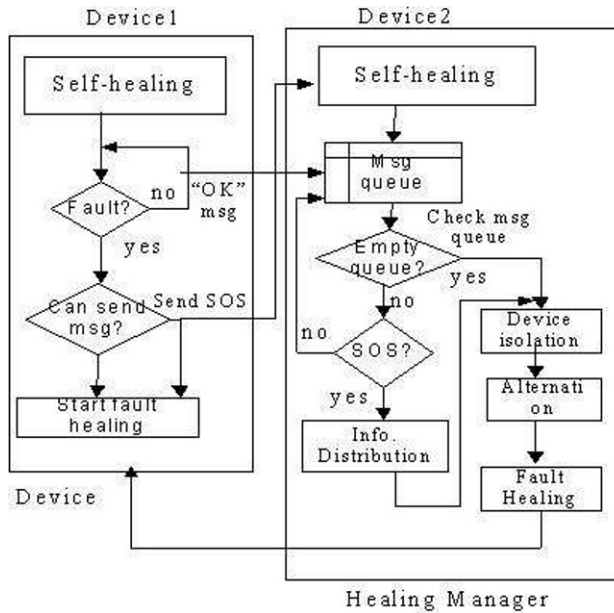 Device1
Device2
Self-healing
Self-healing
Msg
queue
no
"OK"
msg
Fault?
yes
Check msg
queue
Empty
queue?
yes
no
Can send
msg?
Send SOS
no
SOS?
yes
Device
isolation
Alternati
on
Start fault
healing
Info.
Distribution
Fault
Healing
Device
Healing Manager